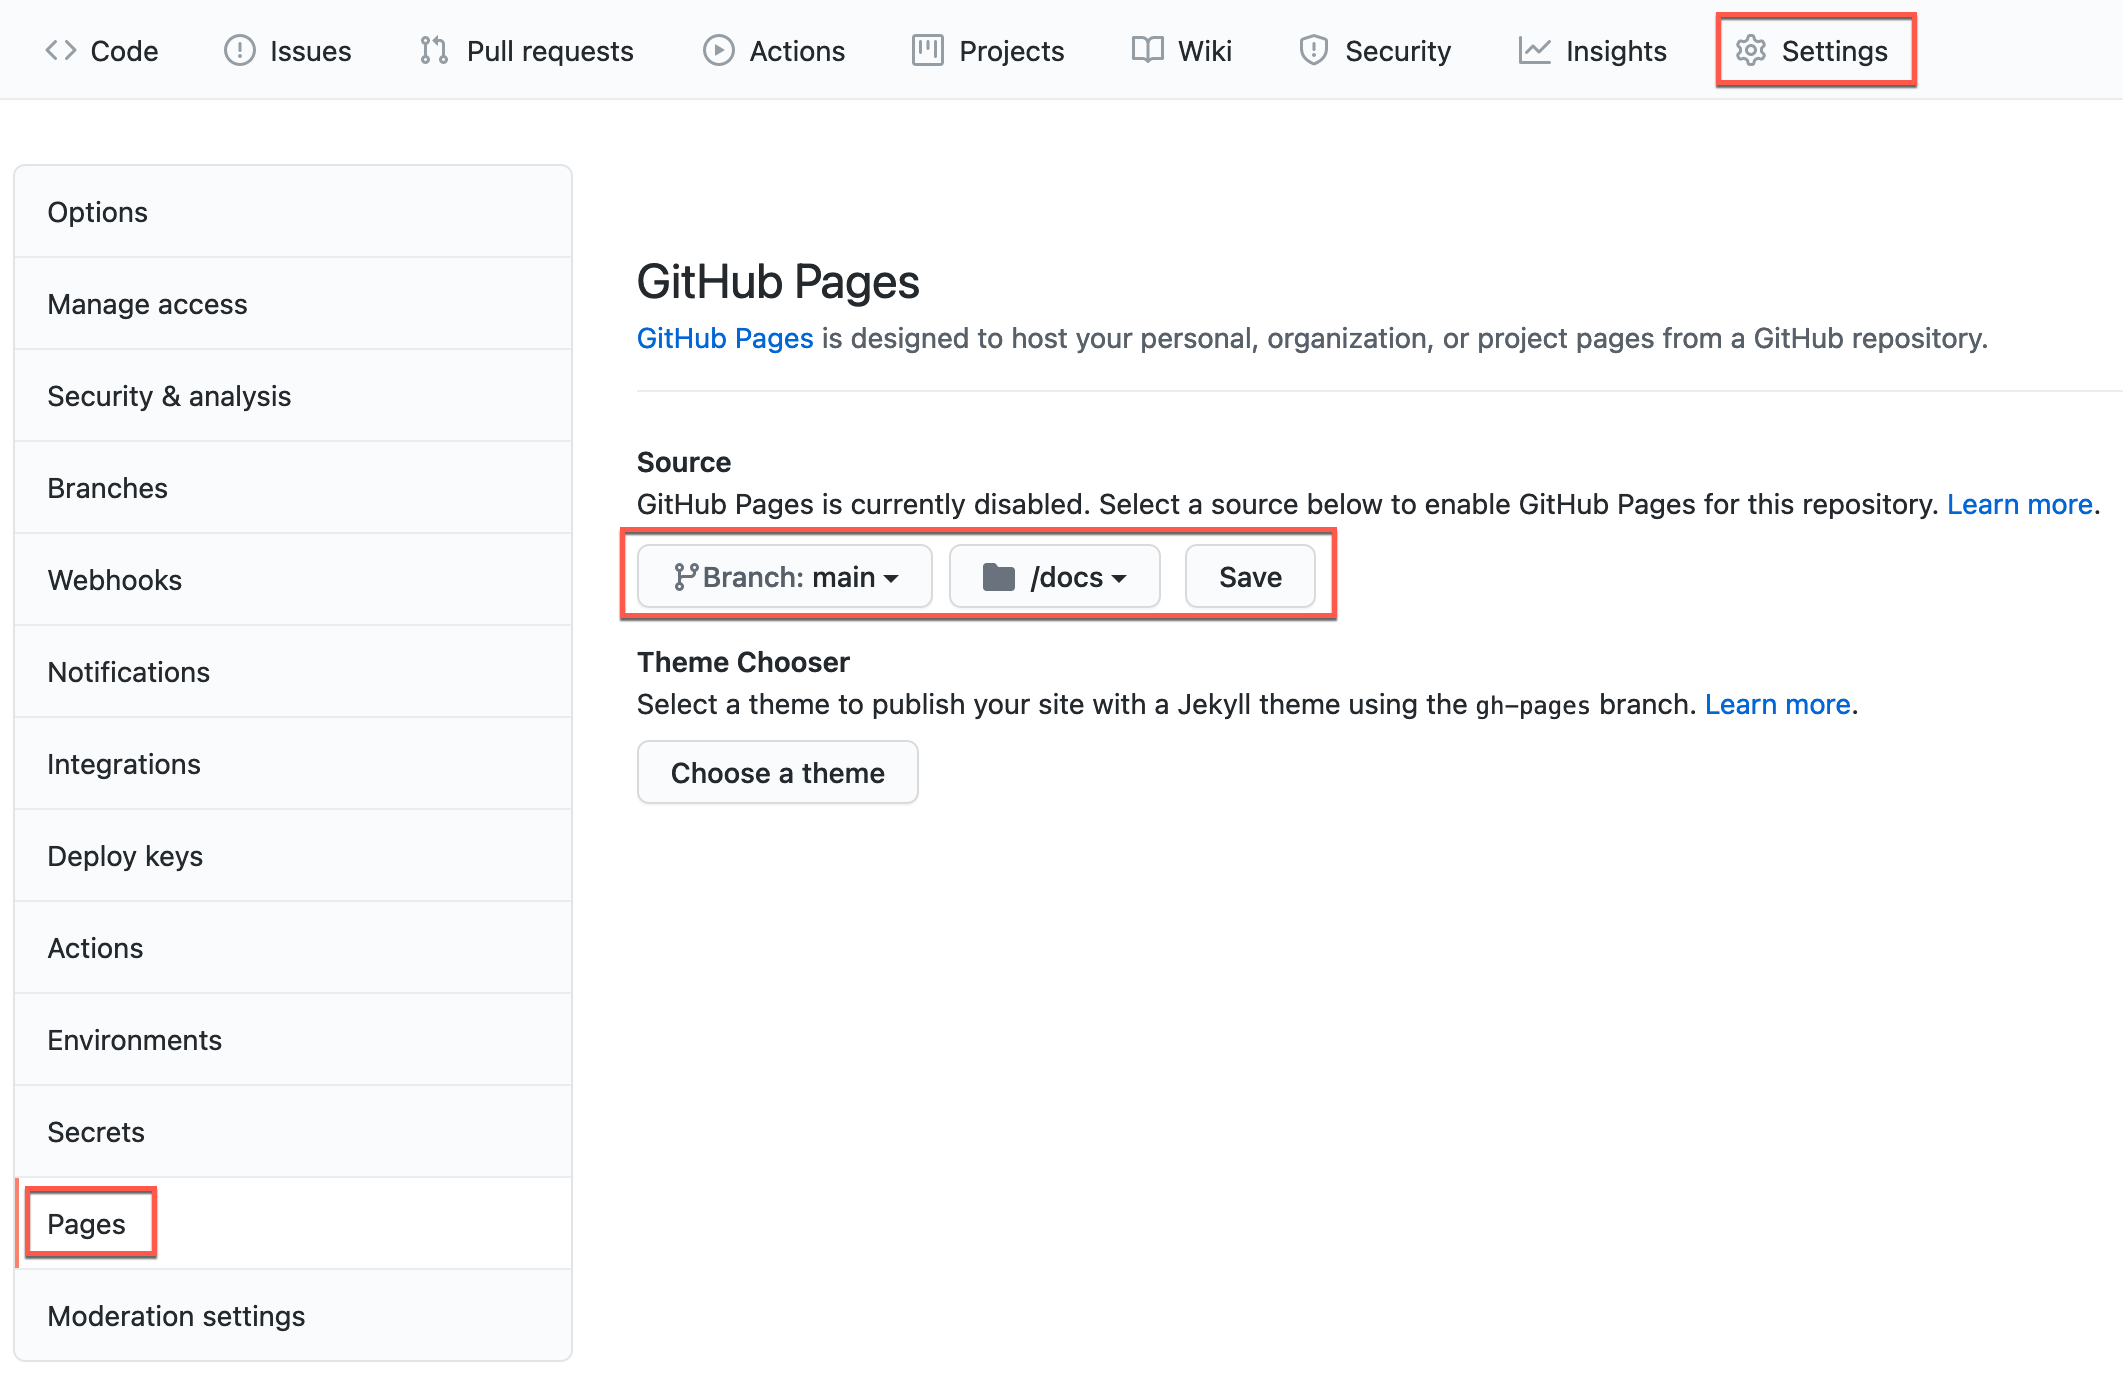 Code Issues Pull requests Actions Projects Wiki Security Insights Settings
Options
Manage access
Security & analysis
Branches
Webhooks
Notifications
Integrations
Deploy keys
Actions
Environments
Secrets
Pages
Moderation settings
GitHub Pages
GitHub Pages is designed to host your personal, organization, or project pages from a GitHub repository.
Source
GitHub Pages is currently disabled. Select a source below to enable GitHub Pages for this repository. Learn more.
Branch: main /docs Save
Theme Chooser
Select a theme to publish your site with a Jekyll theme using the gh-pages branch. Learn more.
Choose a theme